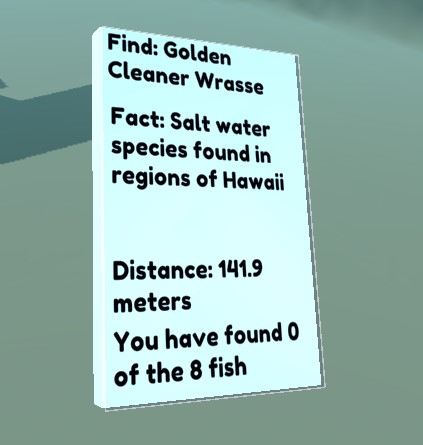 Find: Golden
Cleaner Wrasse
Fact: Salt water
species found in
regions of Hawaii
Distance: 141.9
meters
You have found 0
of the 8 fish